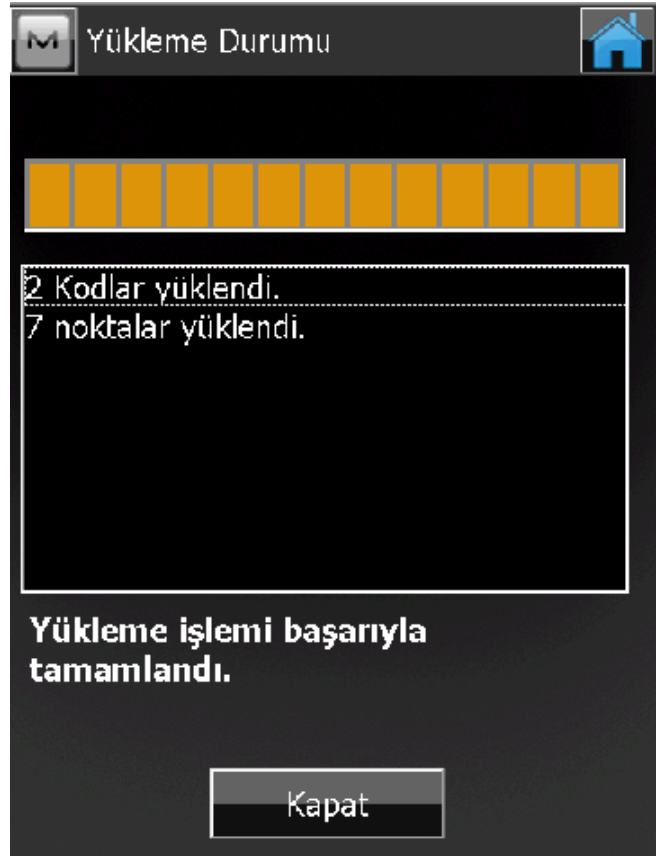 M
Yükleme Durumu
2 Kodlar yüklendi.
7 noktalar yüklendi.
Yükleme işlemi başarıyla
tamamlandı.
Kapat